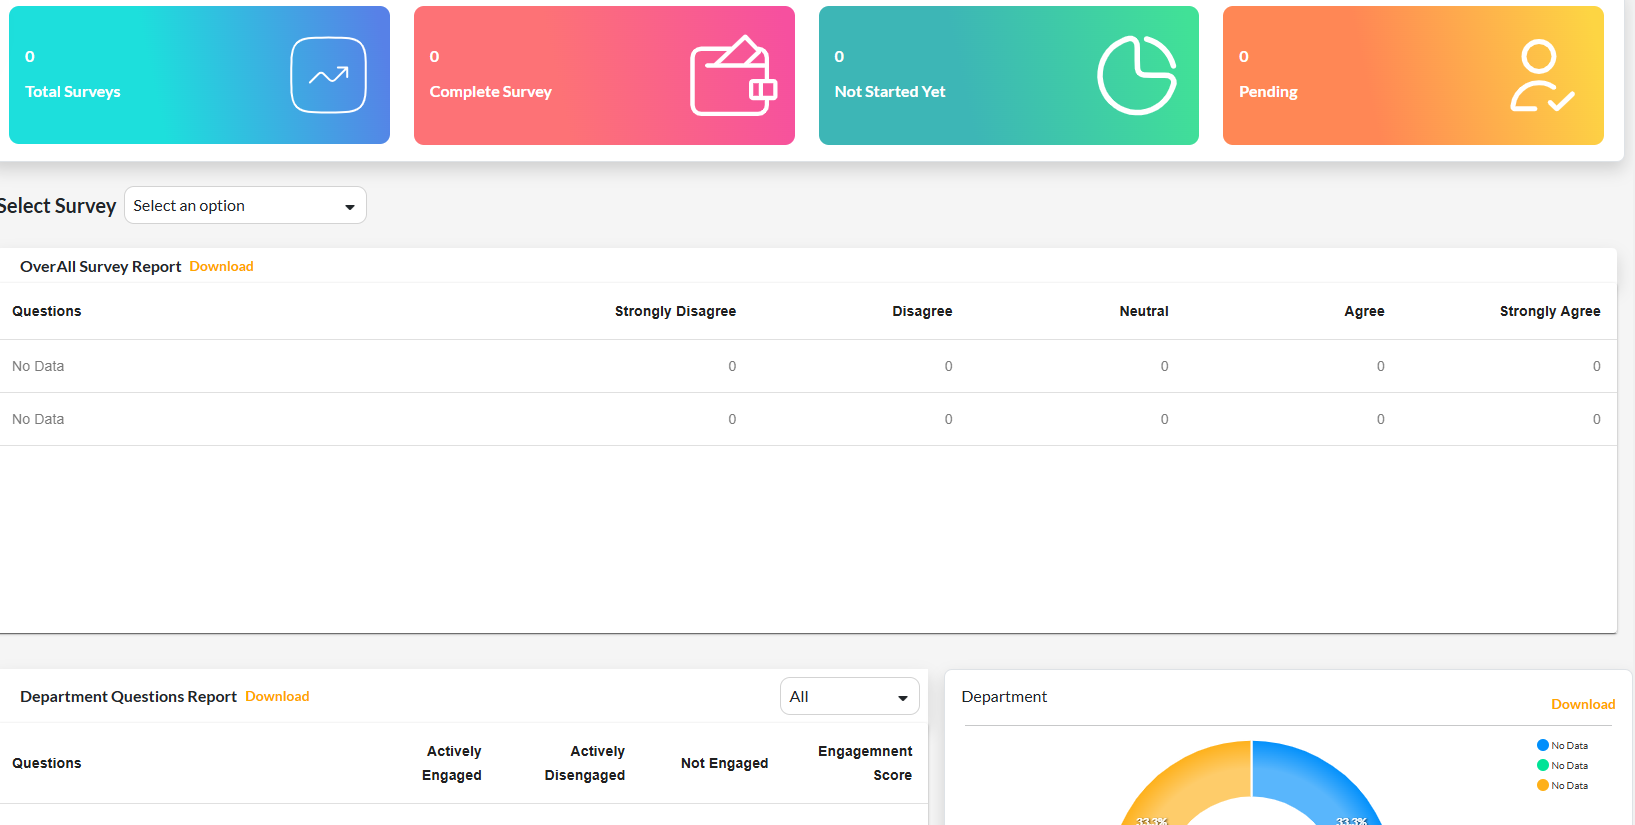 0
Total Surveys
0
Complete Survey
0
Not Started Yet
0
Pending
Select Survey Select an option
OverAll Survey Report Download
Questions Strongly Disagree Disagree Neutral Agree Strongly Agree
No Data 0 0 0 0 0
No Data 0 0 0 0 0
Department Questions Report Download All
Questions Actively Engaged Actively Disengaged Not Engaged Engagemnent Score
Department
Download
No Data
No Data
No Data
33.3% 33.3%